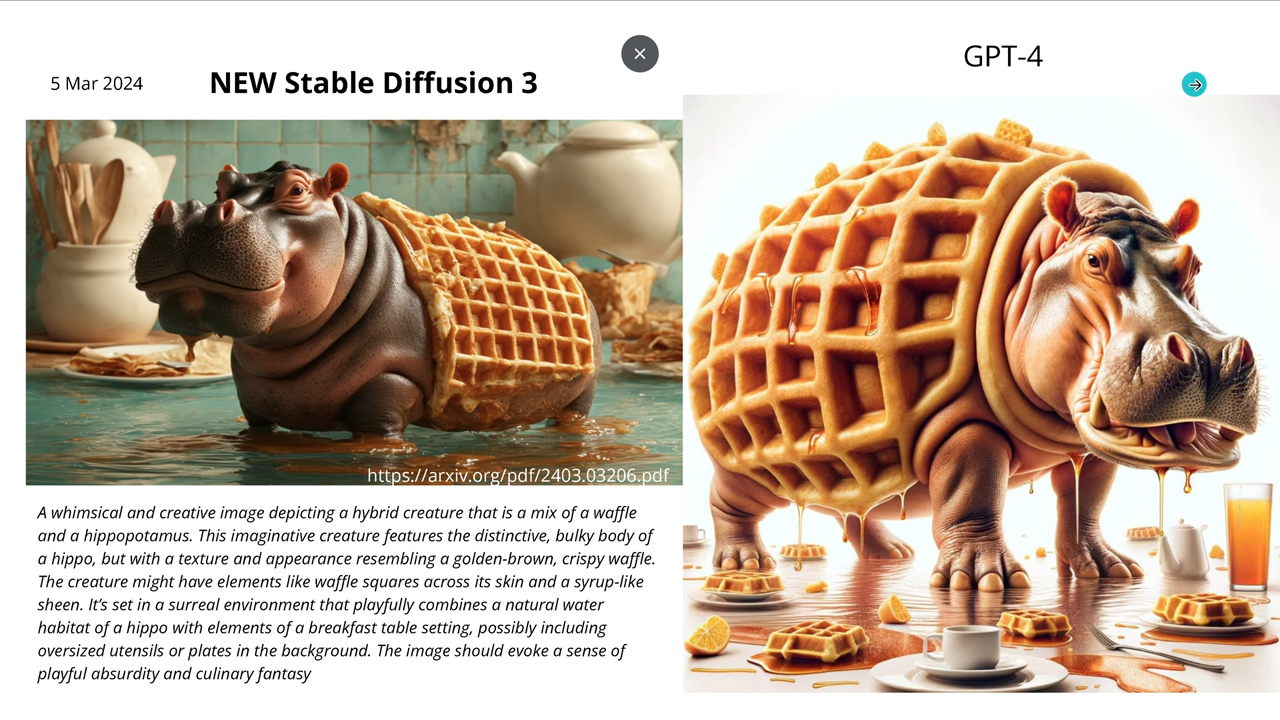 5 Mar 2024
NEW Stable Diffusion 3
GPT-4
https://arxiv.org/pdf/2403.03206.pdf
A whimsical and creative image depicting a hybrid creature that is a mix of a waffle
and a hippopotamus. This imaginative creature features the distinctive, bulky body of
a hippo, but with a texture and appearance resembling a golden-brown, crispy waffle.
The creature might have elements like waffle squares across its skin and a syrup-like
sheen. It’s set in a surreal environment that playfully combines a natural water
habitat of a hippo with elements of a breakfast table setting, possibly including
oversized utensils or plates in the background. The image should evoke a sense of
playful absurdity and culinary fantasy